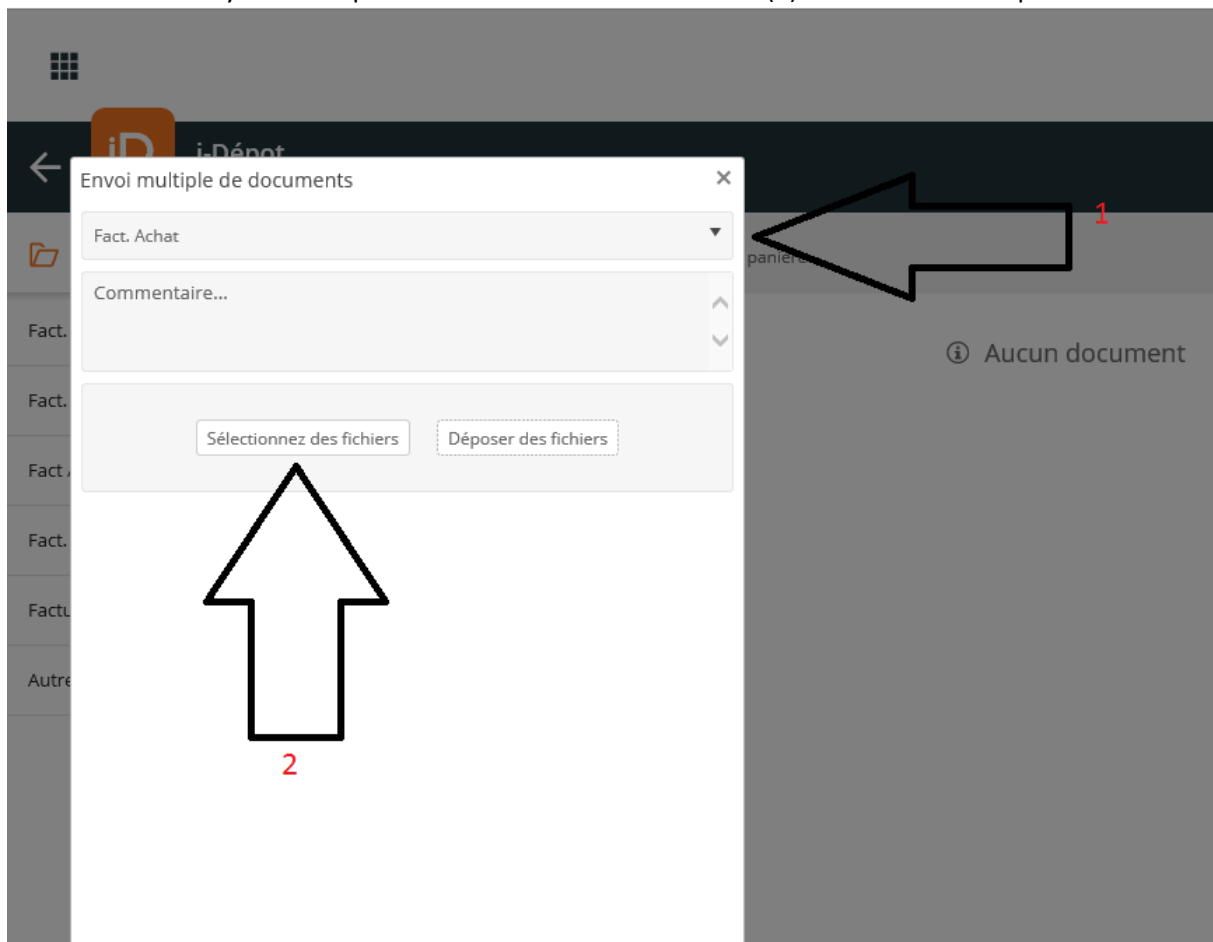 iD i-Dépôt
Envoi multiple de documents
Fact. Achat
1
Commentaire...
Fact.
Aucun document
Fact.
Sélectionnez des fichiers Déposer des fichiers
Fact
Fact.
Factu
Autre
2